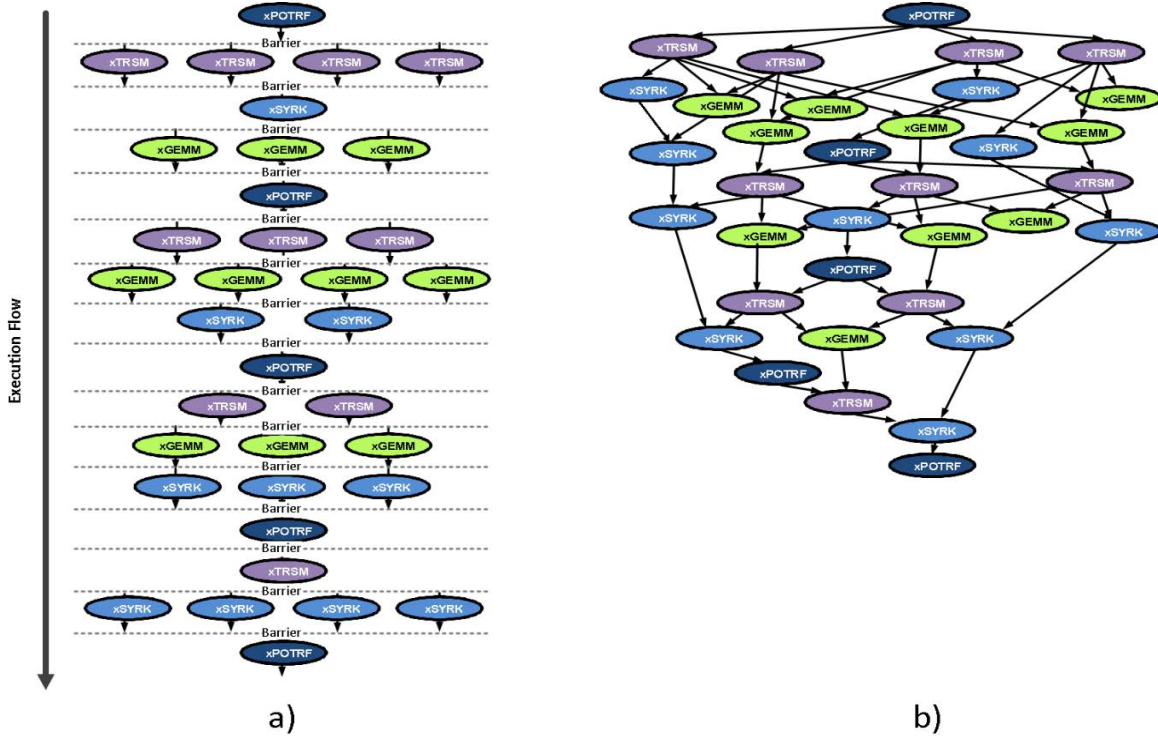 Execution Flow
xPOTRF
Barrier
xTRSM xTRSM xTRSM xTRSM
Barrier
xSYRK
Barrier
xGEMM xGEMM xGEMM
Barrier
xPOTRF
Barrier
xTRSM xTRSM xTRSM
Barrier
xGEMM xGEMM xGEMM xGEMM
Barrier
xSYRK xSYRK
Barrier
xPOTRF
Barrier
xTRSM xTRSM
Barrier
xGEMM xGEMM xGEMM
Barrier
xSYRK xSYRK xSYRK
Barrier
xPOTRF
Barrier
xTRSM
Barrier
xSYRK xSYRK xSYRK xSYRK
Barrier
xPOTRF
a)
xPOTRF
xTRSM xTRSM xTRSM xTRSM
xSYRK xGEMM xGEMM xSYRK xGEMM
xGEMM xGEMM xGEMM
xSYRK xPOTRF xSYRK
xTRSM xTRSM xTRSM
xSYRK xSYRK xGEMM
xGEMM xGEMM xSYRK
xPOTRF
xTRSM xTRSM
xSYRK xGEMM xSYRK
xPOTRF
xTRSM
xSYRK
xPOTRF
b)